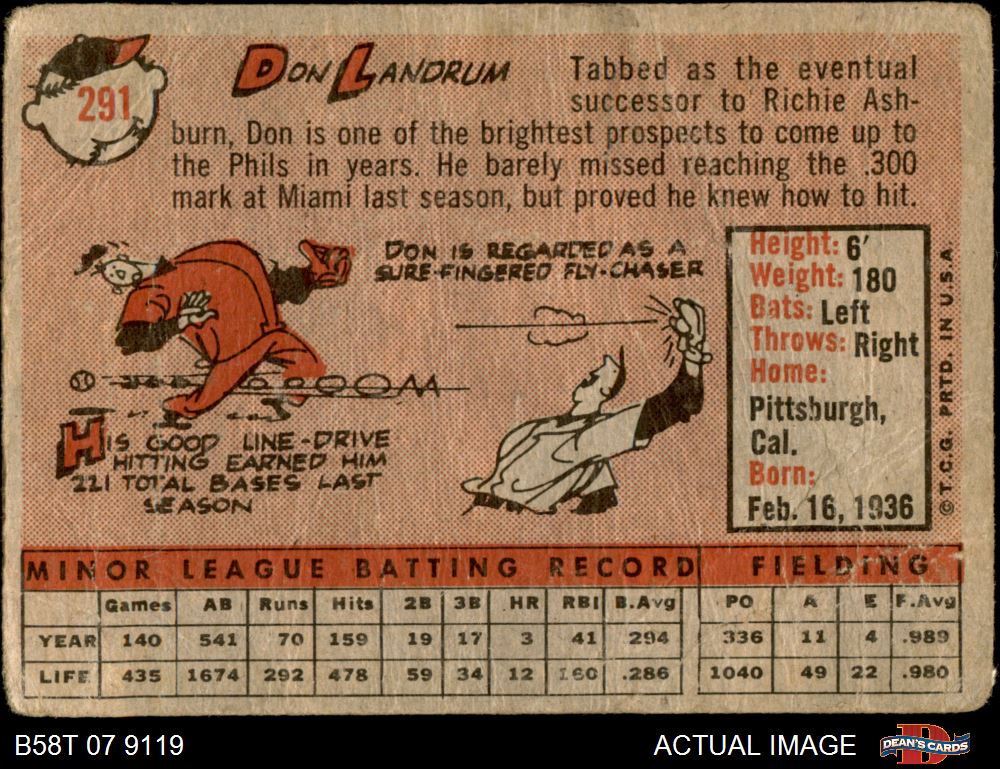 291
DON LANDRUM
Tabbed as the eventual
successor to Richie Ash-
burn, Don is one of the brightest prospects to come up to
the Phils in years. He barely missed reaching the .300
mark at Miami last season, but proved he knew how to hit.
DON IS REGARDED AS A
SURE-FINGERED FLY-CHASER
HIS GOOD LINE-DRIVE
HITTING EARNED HIM
221 TOTAL BASES LAST
SEASON
Height: 6'
Weight: 180
Bats: Left
Throws: Right
Home:
Pittsburgh,
Cal.
Born:
Feb. 16, 1936
© T.C.G. PRTD. IN U.S.A.
MINOR LEAGUE BATTING RECORD FIELDING
Games AB Runs Hits 2B 3B HR RBI B.Avg PO A E F.Avg
YEAR 140 541 70 159 19 17 3 41 294 336 11 4 .989
LIFE 435 1674 292 478 59 34 12 160 .286 1040 49 22 .980
B58T 07 9119 ACTUAL IMAGE DEAN'S CARDS